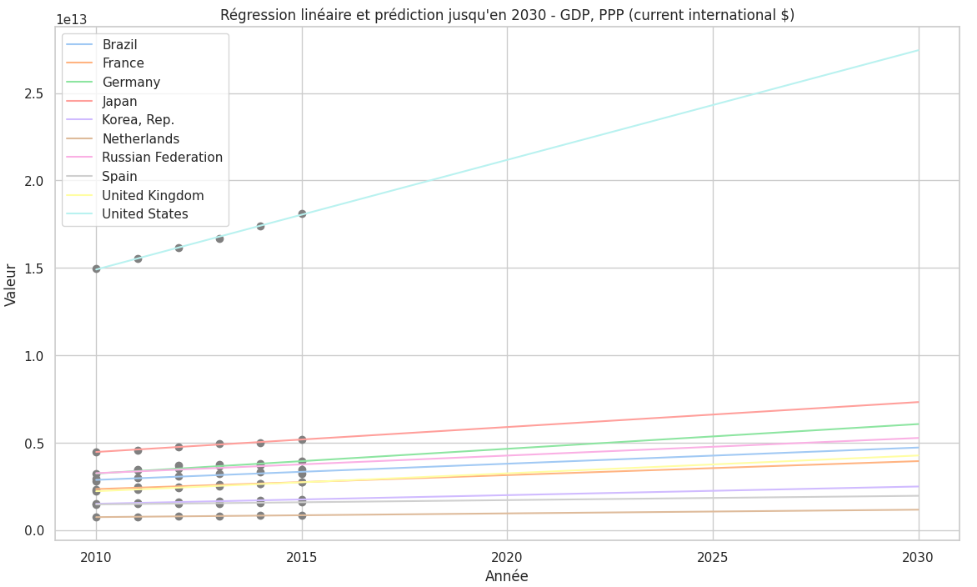 Régression linéaire et prédiction jusqu'en 2030 - GDP, PPP (current international $)
1e13
Brazil
France
Germany
Japan
Korea, Rep.
Netherlands
Russian Federation
Spain
United Kingdom
United States
2.5
2.0
1.5
1.0
0.5
0.0
Valeur
2010
2015
2020
2025
2030
Année